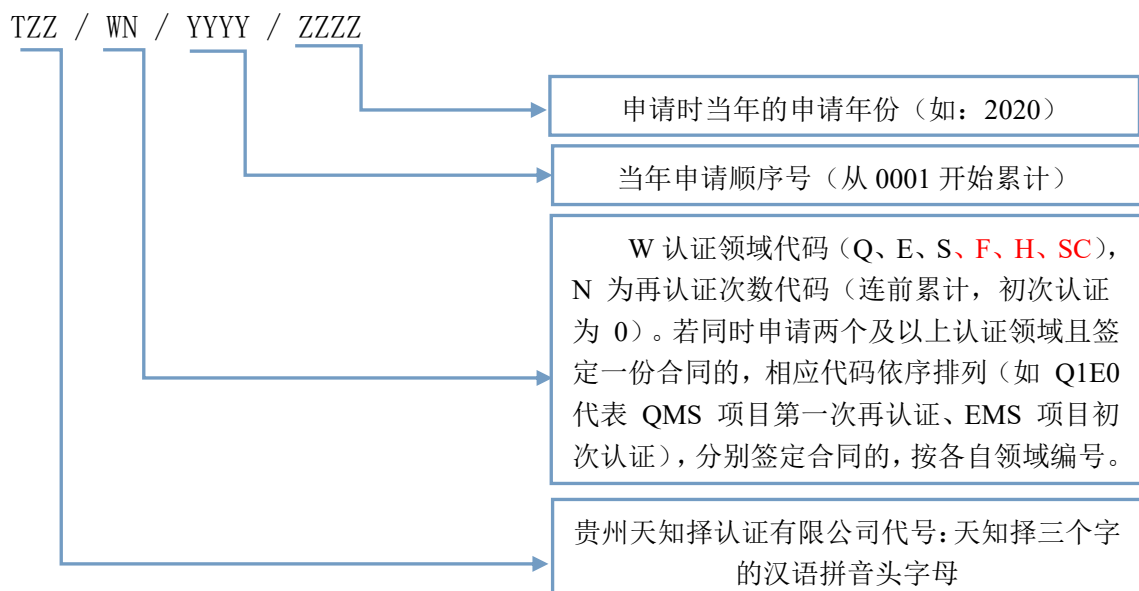 TZZ / WN / YYYY / ZZZZ
申请时当年的申请年份（如：2020）
当年申请顺序号（从 0001 开始累计）
W 认证领域代码（Q、E、S、F、H、SC），
N 为再认证次数代码（连前累计，初次认证
为 0）。若同时申请两个及以上认证领域且签
定一份合同的，相应代码依序排列（如 Q1E0
代表 QMS 项目第一次再认证、EMS 项目初
次认证），分别签定合同的，按各自领域编号。
贵州天知择认证有限公司代号：天知择三个字
的汉语拼音头字母